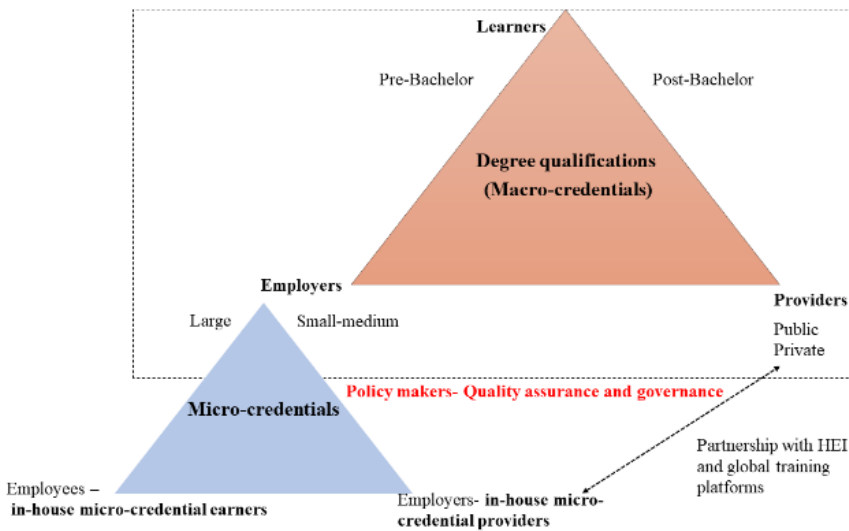 Learners
Pre-Bachelor
Post-Bachelor
Degree qualifications
(Macro-credentials)
Employers
Providers
Large
Small-medium
Public
Private
Policy makers- Quality assurance and governance
Micro-credentials
Partnership with HEI
and global training
platforms
Employees –
in-house micro-credential earners
Employers- in-house micro-
credential providers